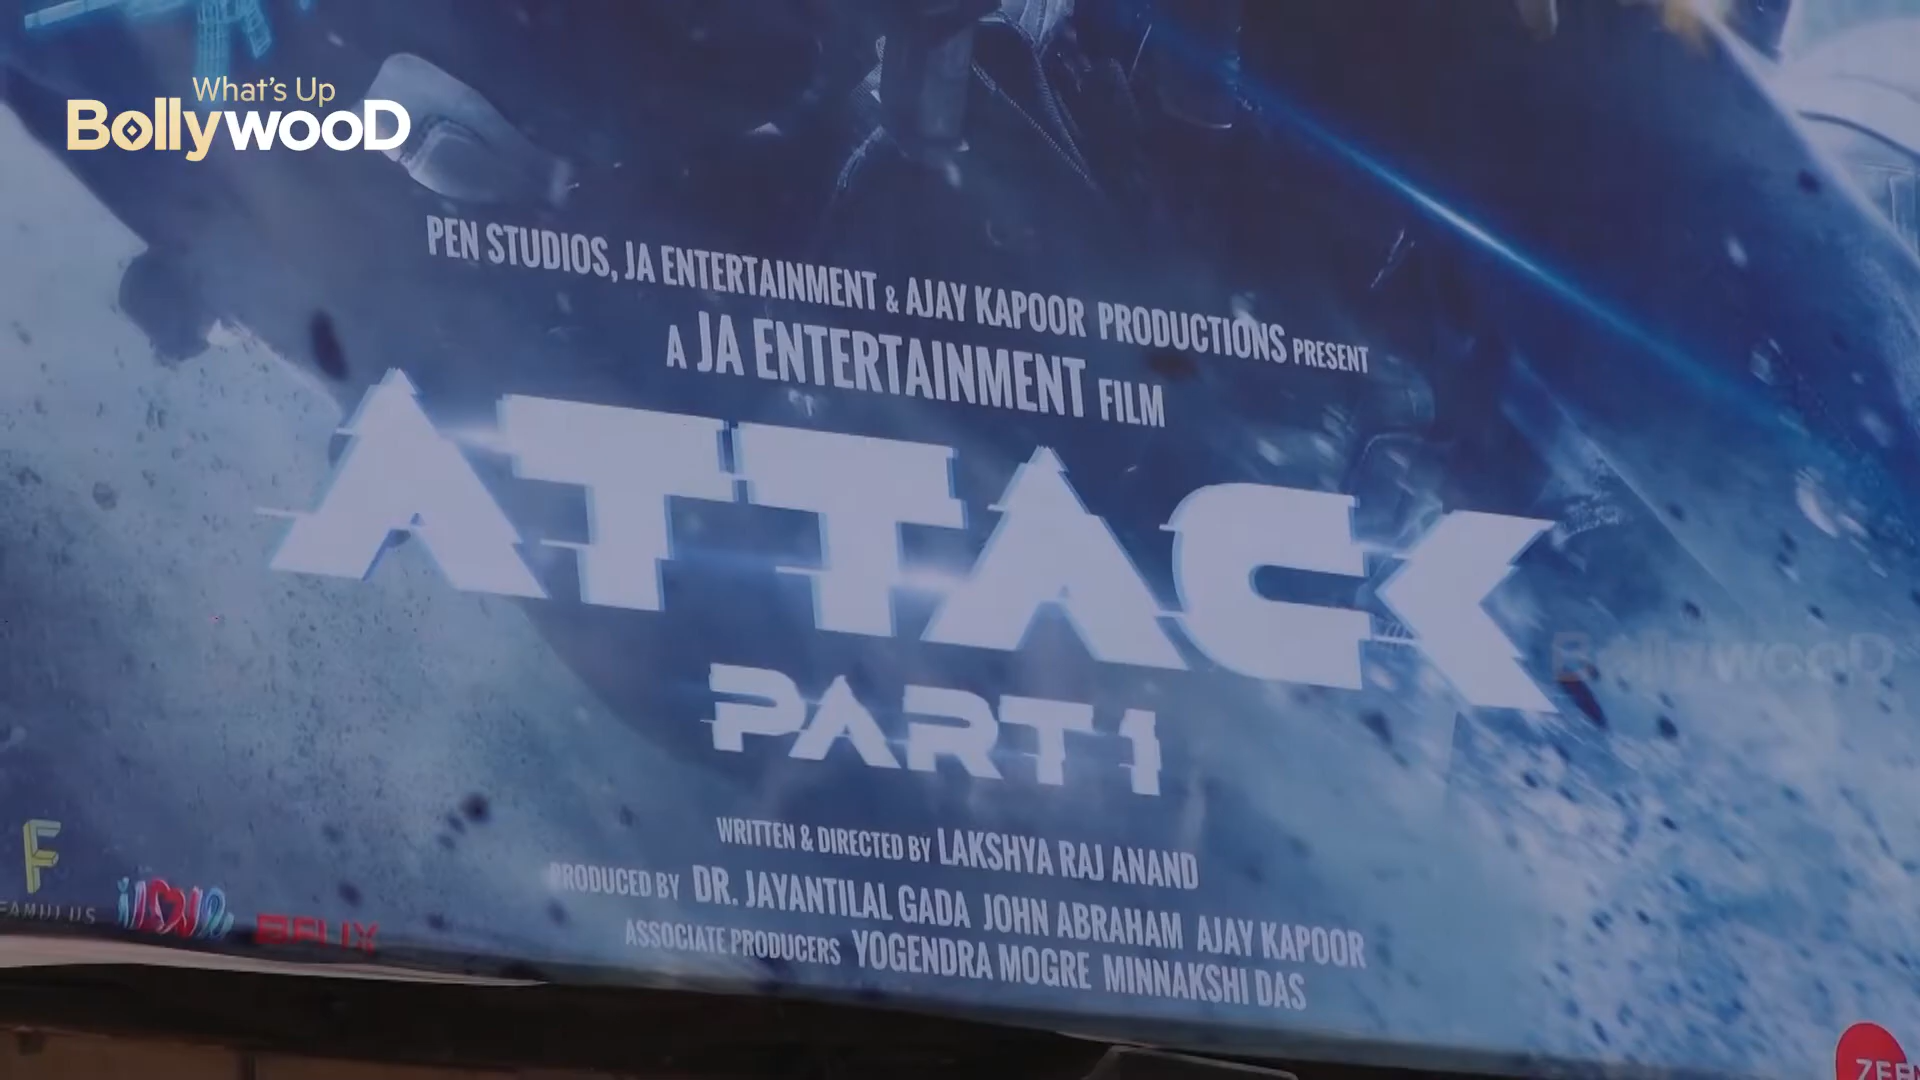 What's Up
BollywooD
PEN STUDIOS, JA ENTERTAINMENT & AJAY KAPOOR PRODUCTIONS PRESENT
A JA ENTERTAINMENT FILM
ATTACK
PART 1
BollywooD
WRITTEN & DIRECTED BY LAKSHYA RAJ ANAND
PRODUCED BY DR. JAYANTILAL GADA JOHN ABRAHAM AJAY KAPOOR
ASSOCIATE PRODUCERS YOGENDRA MOGRE MINNAKSHI DAS
F
FAMULUS